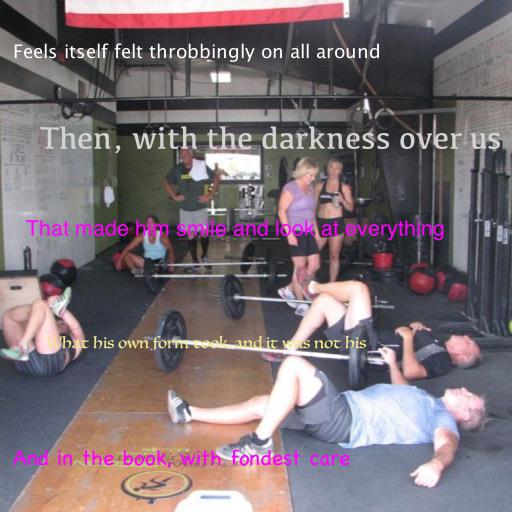 Feels itself felt throbbingly on all around
Then, with the darkness over us
That made him smile and look at everything
What his own form took, and it was not his
And in the book, with fondest care